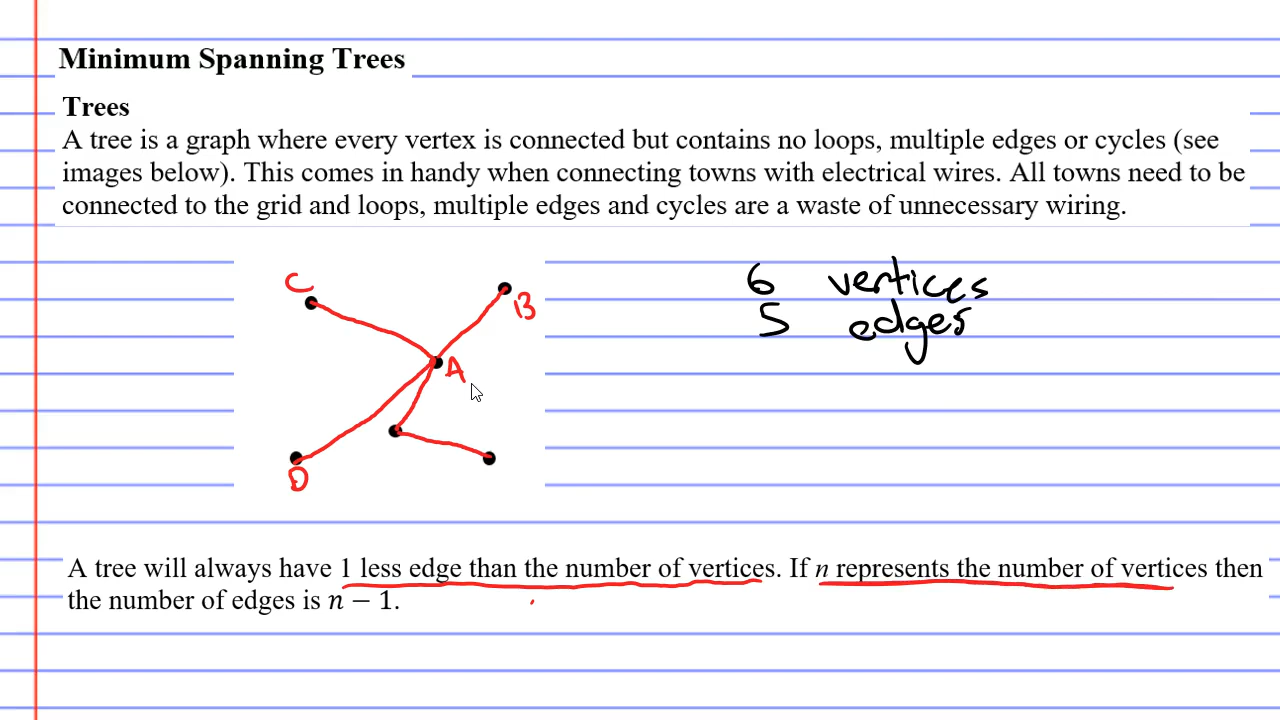 Minimum Spanning Trees
Trees
A tree is a graph where every vertex is connected but contains no loops, multiple edges or cycles (see
images below). This comes in handy when connecting towns with electrical wires. All towns need to be
connected to the grid and loops, multiple edges and cycles are a waste of unnecessary wiring.
C
B
A
D
6 vertices
5 edges
A tree will always have 1 less edge than the number of vertices. If n represents the number of vertices then
the number of edges is n − 1.